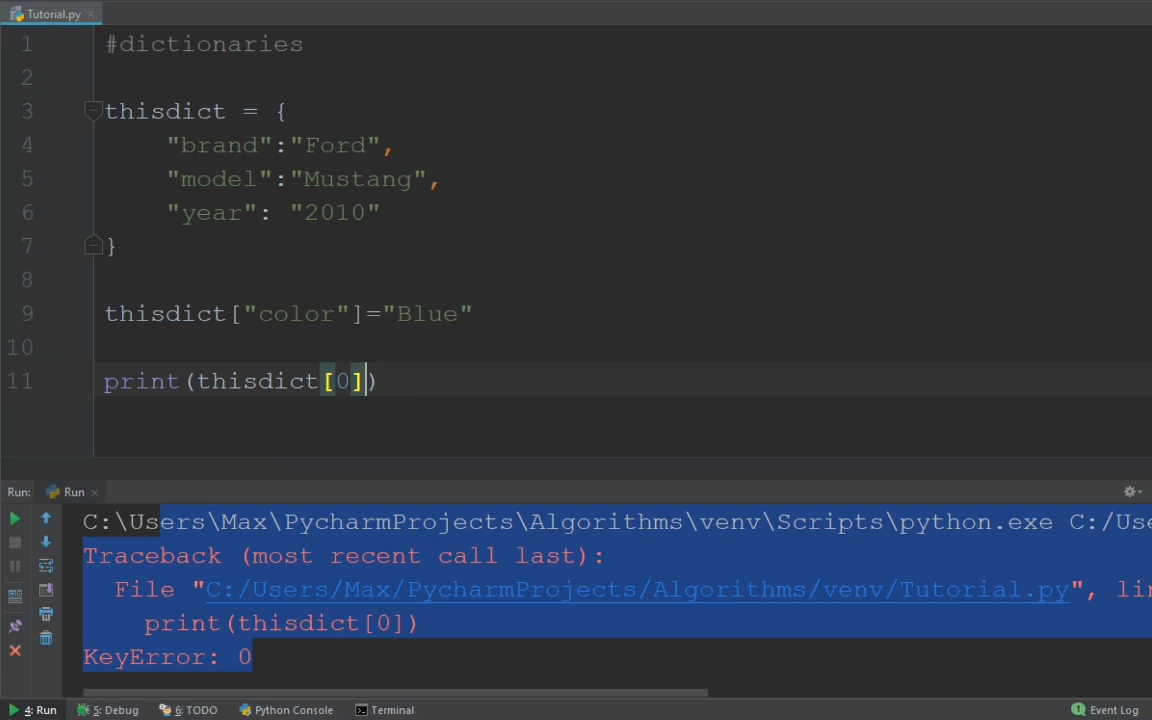 Tutorial.py
1 #dictionaries
2
3 thisdict = {
4 "brand":"Ford",
5 "model":"Mustang",
6 "year": "2010"
7 }
8
9 thisdict["color"]="Blue"
10
11 print(thisdict[0])
Run: Run
C:\Users\Max\PycharmProjects\Algorithms\venv\Scripts\python.exe C:/Use
Traceback (most recent call last):
File "C:/Users/Max/PycharmProjects/Algorithms/venv/Tutorial.py", lin
print(thisdict[0])
KeyError: 0
4: Run 5: Debug 6: TODO Python Console Terminal 1 Event Log